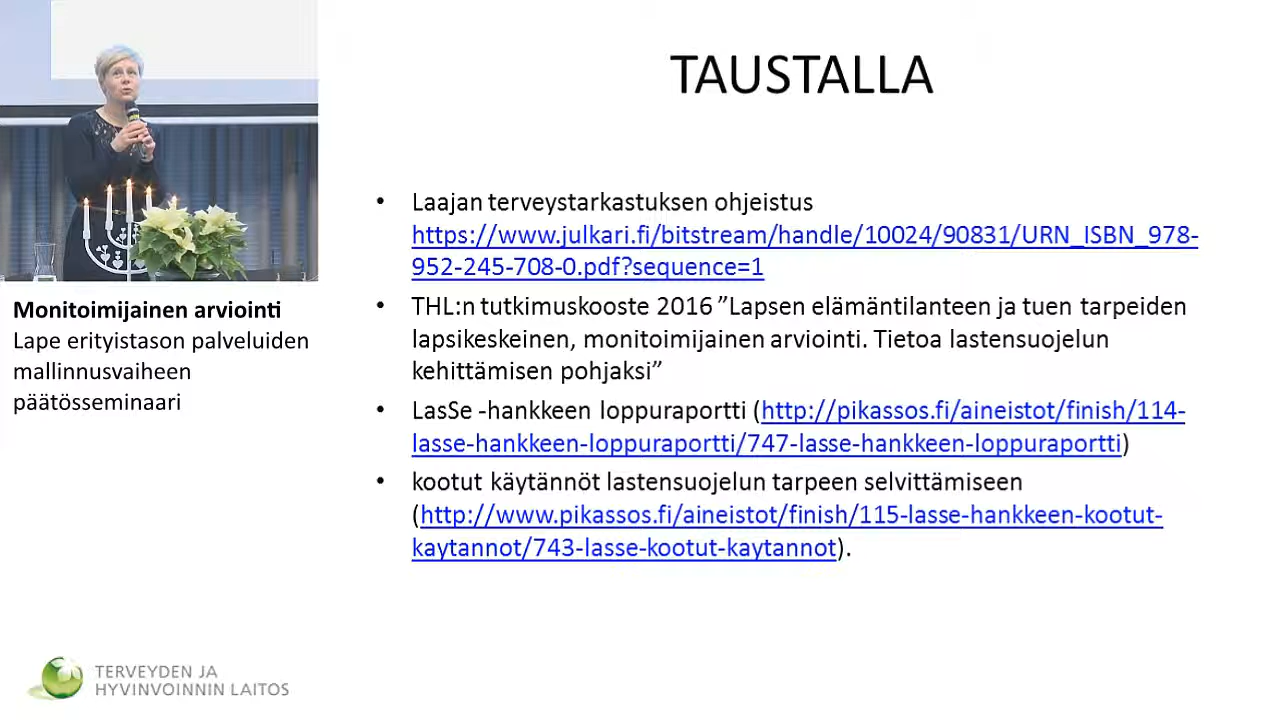 TAUSTALLA
• Laajan terveystarkastuksen ohjeistus
https://www.julkari.fi/bitstream/handle/10024/90831/URN_ISBN_978-
952-245-708-0.pdf?sequence=1
• THL:n tutkimuskooste 2016 ”Lapsen elämäntilanteen ja tuen tarpeiden
lapsikeskeinen, monitoimijainen arviointi. Tietoa lastensuojelun
kehittämisen pohjaksi”
• LasSe -hankkeen loppuraportti (http://pikassos.fi/aineistot/finish/114-
lasse-hankkeen-loppuraportti/747-lasse-hankkeen-loppuraportti)
• kootut käytännöt lastensuojelun tarpeen selvittämiseen
(http://www.pikassos.fi/aineistot/finish/115-lasse-hankkeen-kootut-
kaytannot/743-lasse-kootut-kaytannot).
Monitoimijainen arviointi
Lape erityistason palveluiden
mallinnusvaiheen
päätösseminaari
TERVEYDEN JA
HYVINVOINNIN LAITOS